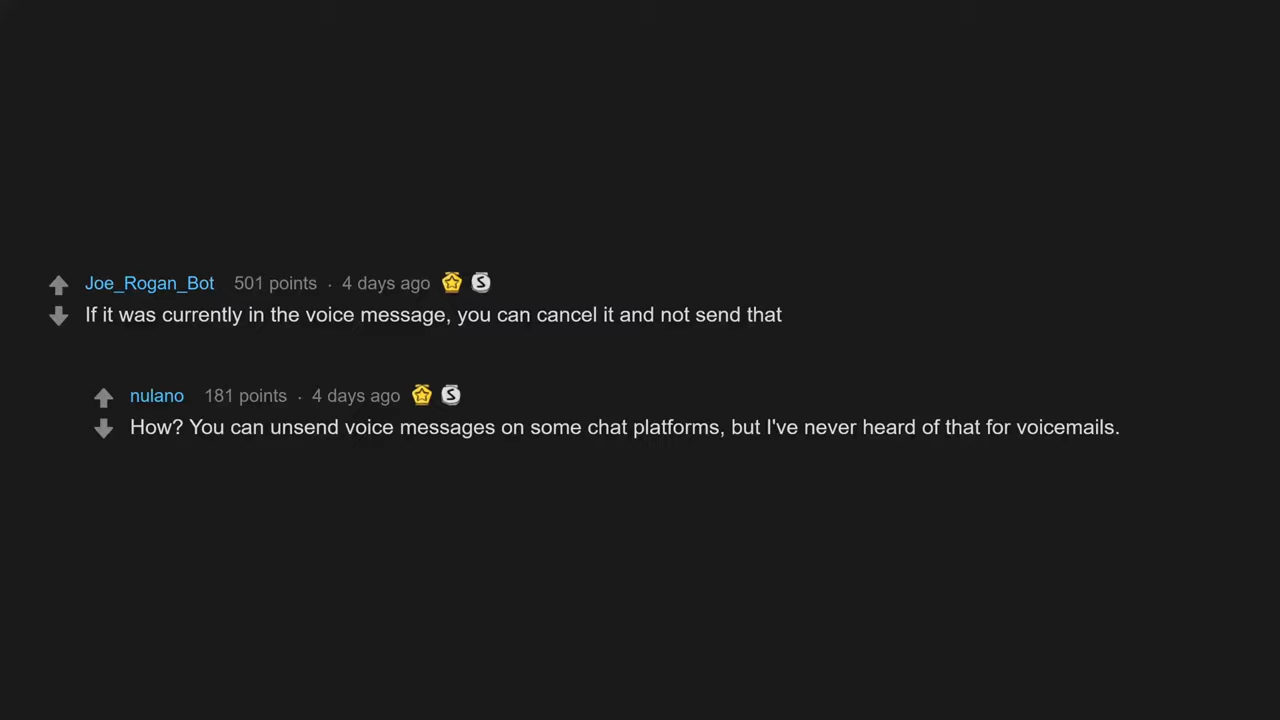 Joe_Rogan_Bot 501 points · 4 days ago
If it was currently in the voice message, you can cancel it and not send that
nulano 181 points · 4 days ago
How? You can unsend voice messages on some chat platforms, but I've never heard of that for voicemails.